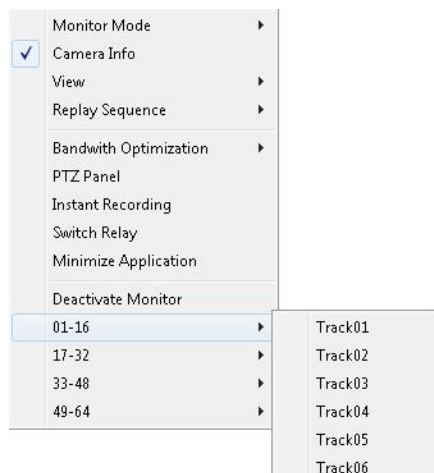 Monitor Mode
Camera Info
View
Replay Sequence
Bandwith Optimization
PTZ Panel
Instant Recording
Switch Relay
Minimize Application
Deactivate Monitor
01-16
17-32
33-48
49-64
Track01
Track02
Track03
Track04
Track05
Track06